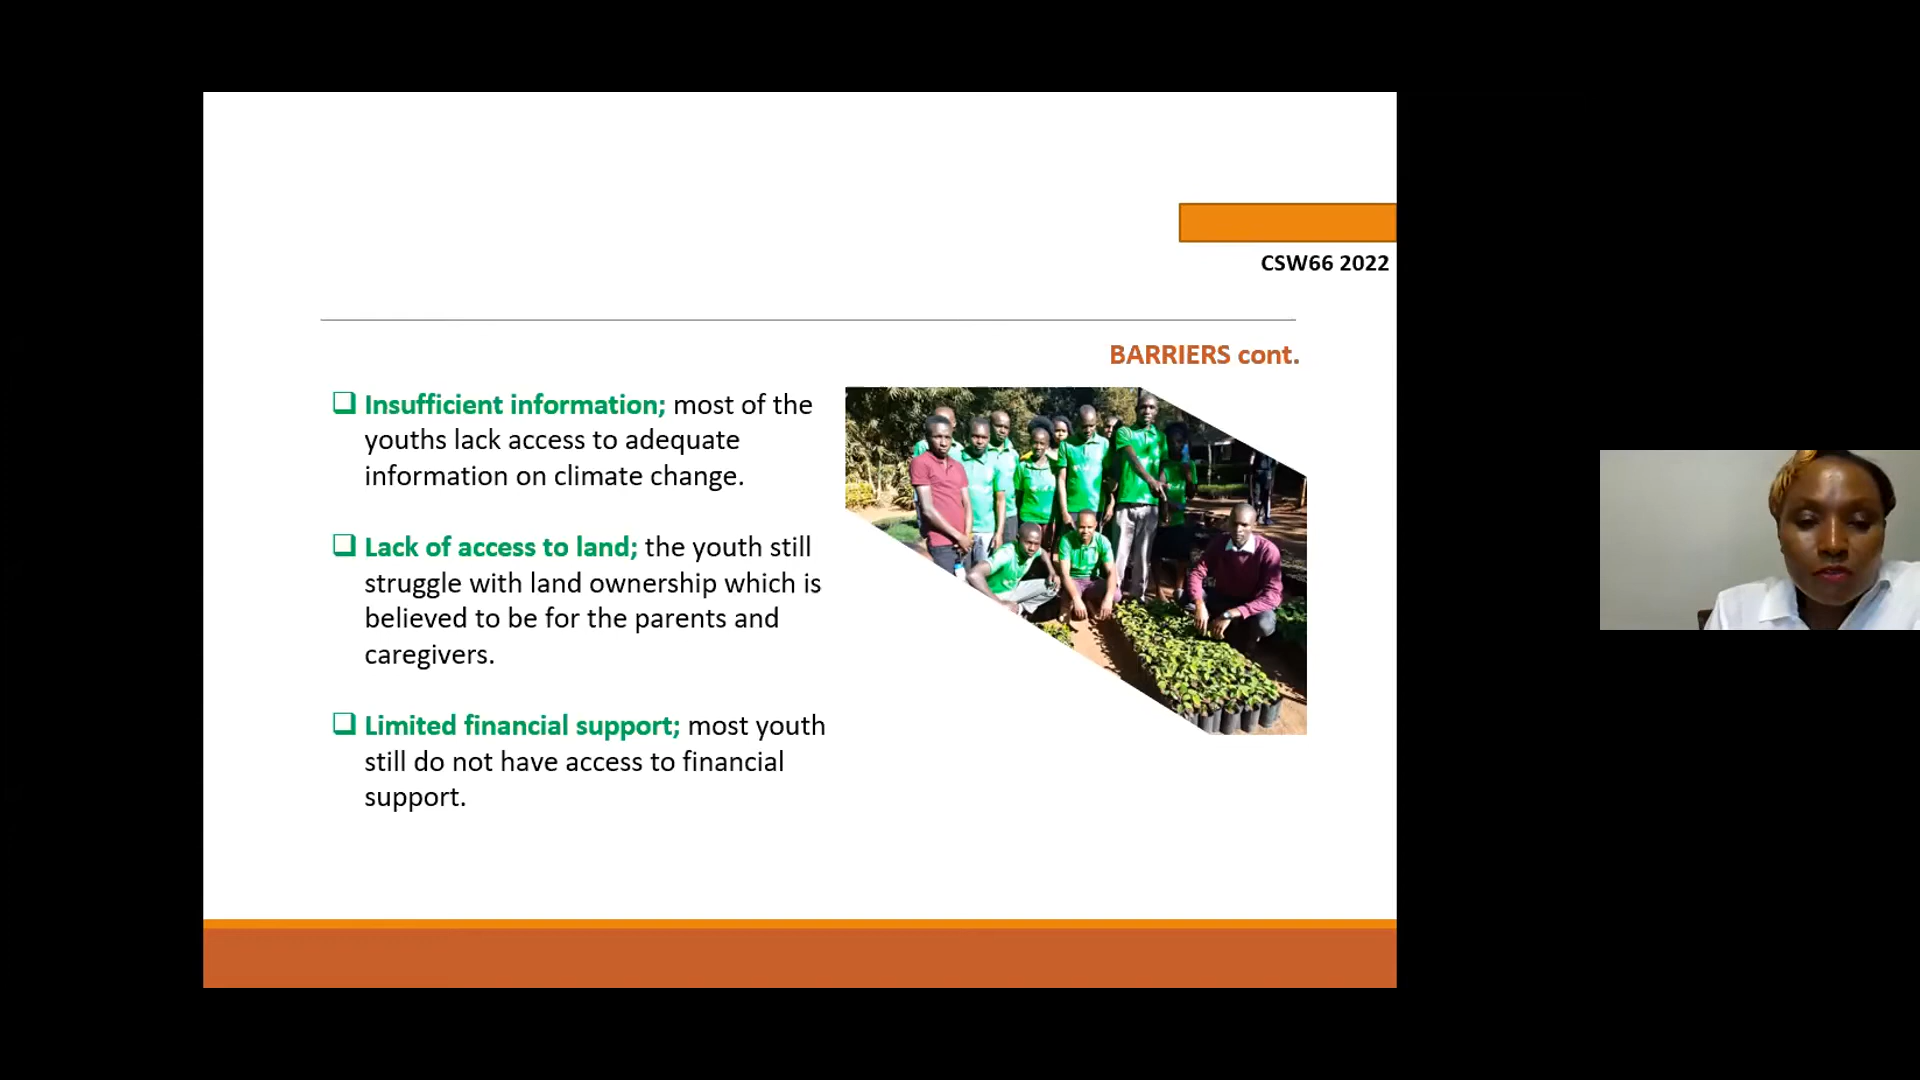 CSW66 2022
BARRIERS cont.
Insufficient information; most of the
youths lack access to adequate
information on climate change.
Lack of access to land; the youth still
struggle with land ownership which is
believed to be for the parents and
caregivers.
Limited financial support; most youth
still do not have access to financial
support.